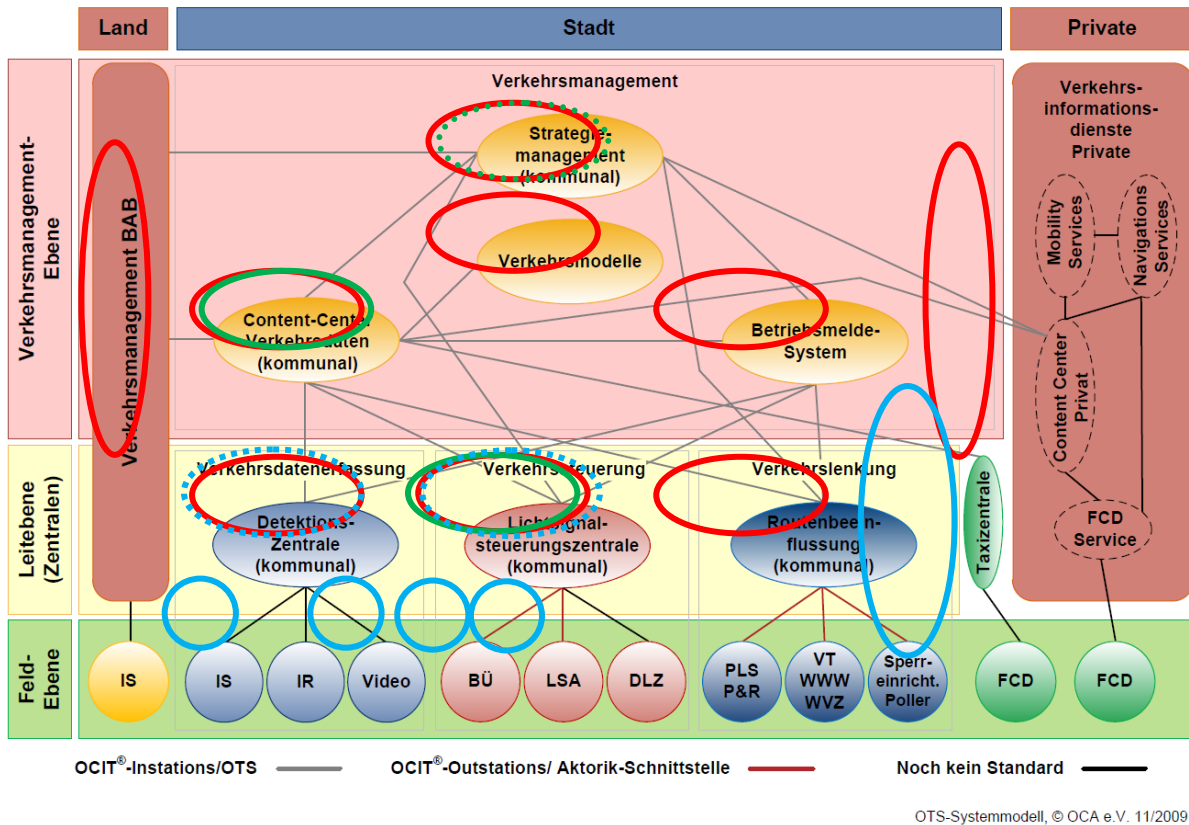 Land
Stadt
Private
Verkehrsmanagement-
Ebene
Verkehrsmanagement BAB
Verkehrsmanagement
Strategie-
management
(kommunal)
Verkehrsmodelle
Content-Center
Verkehrsdaten
(kommunal)
Betriebsmelde-
System
Verkehrs-
informations-
dienste
Private
Mobility
Services
Navigations
Services
Content Center
Privat
FCD
Service
Leitebene
(Zentralen)
Verkehrsdatenerfassung
Detektions-
Zentrale
(kommunal)
Verkehrssteuerung
Lichtsignal-
steuerungszentrale
(kommunal)
Verkehrslenkung
Routenbeein-
flussung
(kommunal)
Taxizentrale
Feld-
Ebene
IS
IS
IR
Video
BÜ
LSA
DLZ
PLS
P&R
VT
WWW
WVZ
Sperr-
einricht.
Poller
FCD
FCD
OCIT®-Instations/OTS
OCIT®-Outstations/ Aktorik-Schnittstelle
Noch kein Standard
OTS-Systemmodell, © OCA e.V. 11/2009